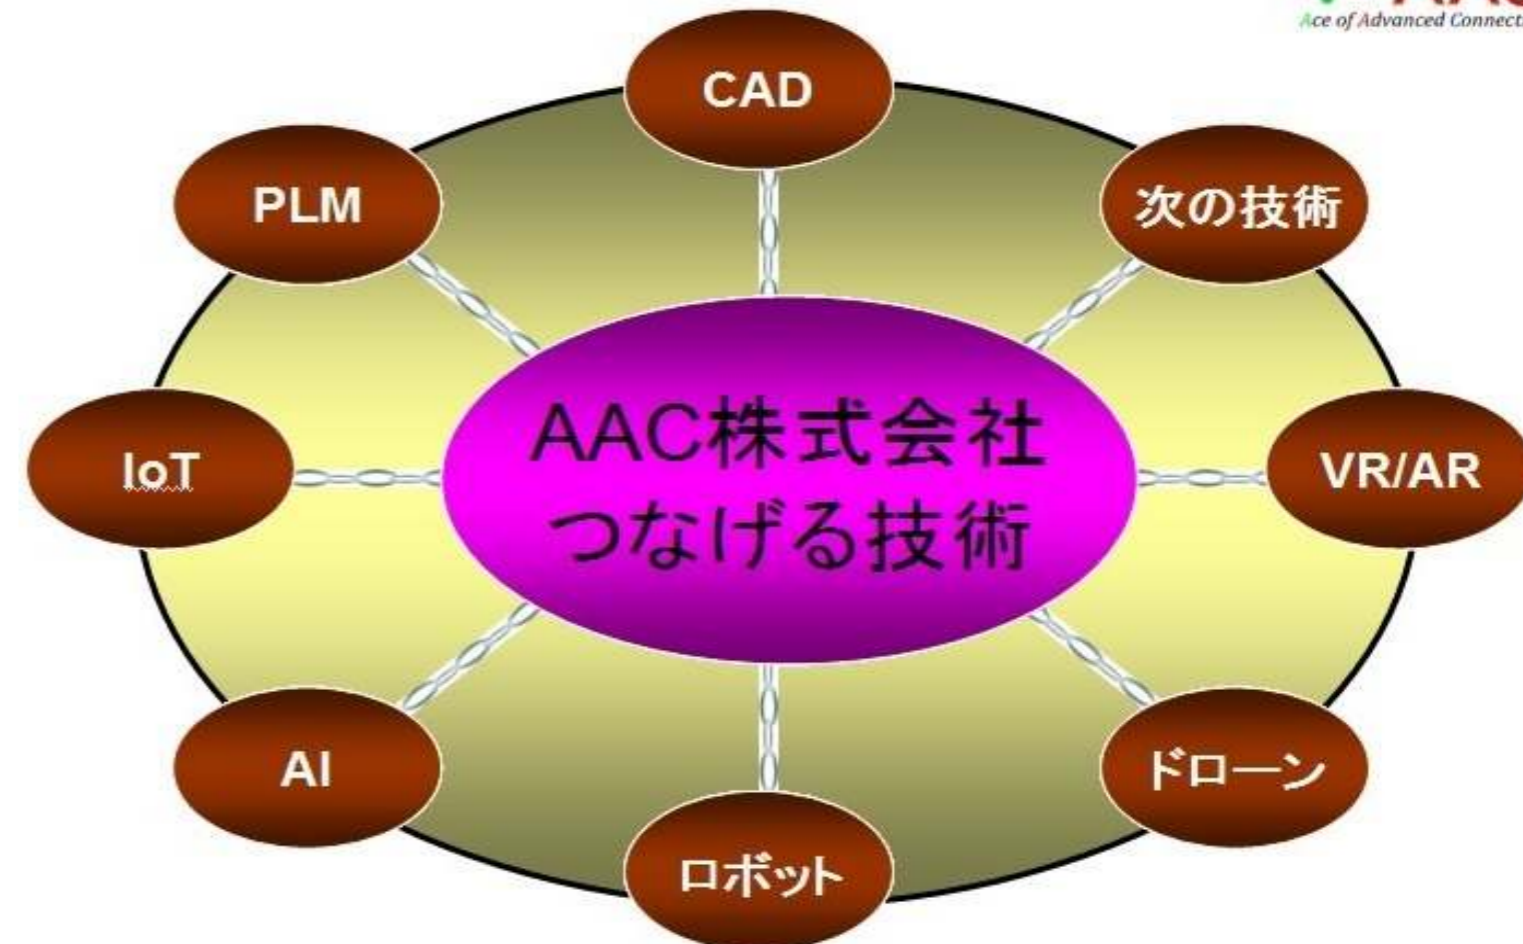 Ace of Advanced
CAD
PLM
次の技術
AAC株式会社
つなげる技術
IoT
VR/AR
AI
ドローン
ロボット